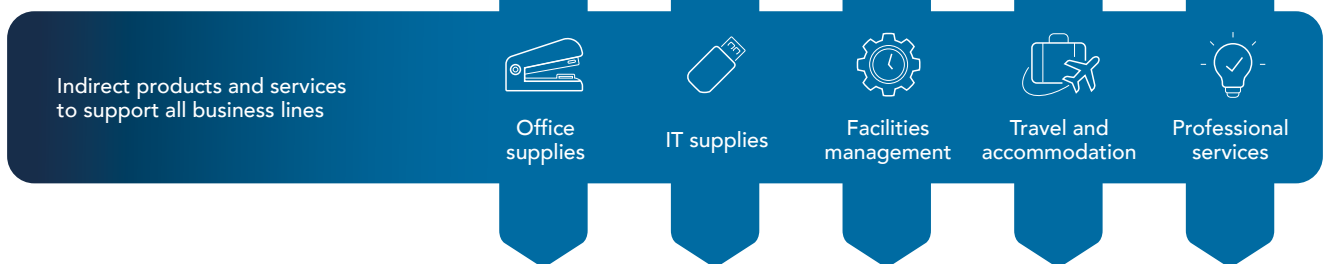 Indirect products and services
to support all business lines
Office
supplies
IT supplies
Facilities
management
Travel and
accommodation
Professional
services